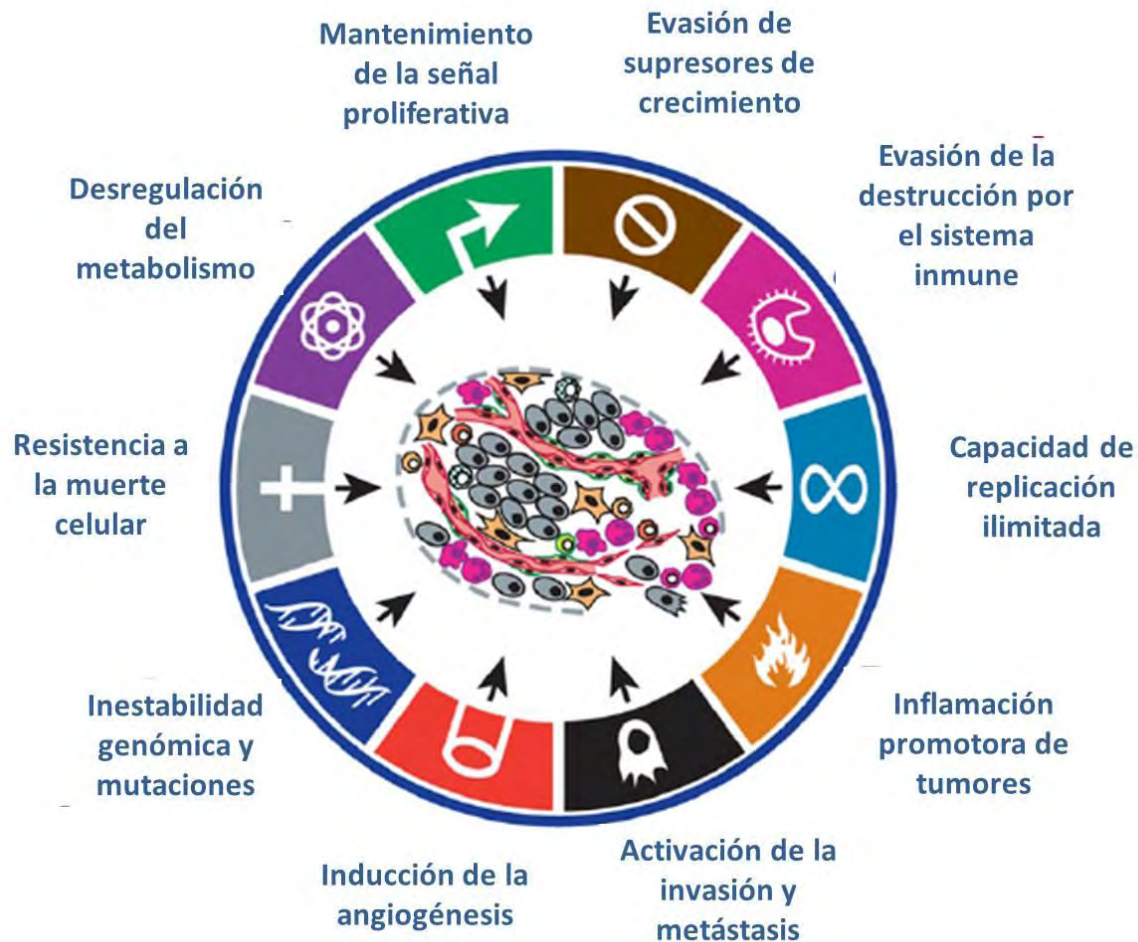 Mantenimiento
de la señal
proliferativa
Evasión de
supresores de
crecimiento
Evasión de la
destrucción por
el sistema
inmune
Capacidad de
replicación
ilimitada
Inflamación
promotora de
tumores
Activación de la
invasión y
metástasis
Inducción de la
angiogénesis
Inestabilidad
genómica y
mutaciones
Resistencia a
la muerte
celular
Desregulación
del
metabolismo